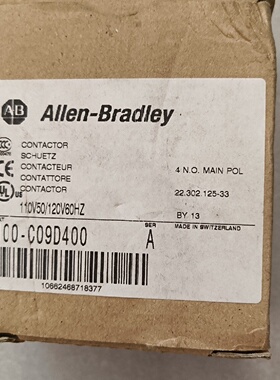 AB Allen-Bradley
CONTACTOR
SCHUETZ
CONTACTEUR
CONTATTORE
CONTACTOR
4 N.O. MAIN POL
22.302.125-33
110V50/120V60HZ
BY 13
00-C09D400
SER
A
MADE IN SWITZERLAND
10662468718377